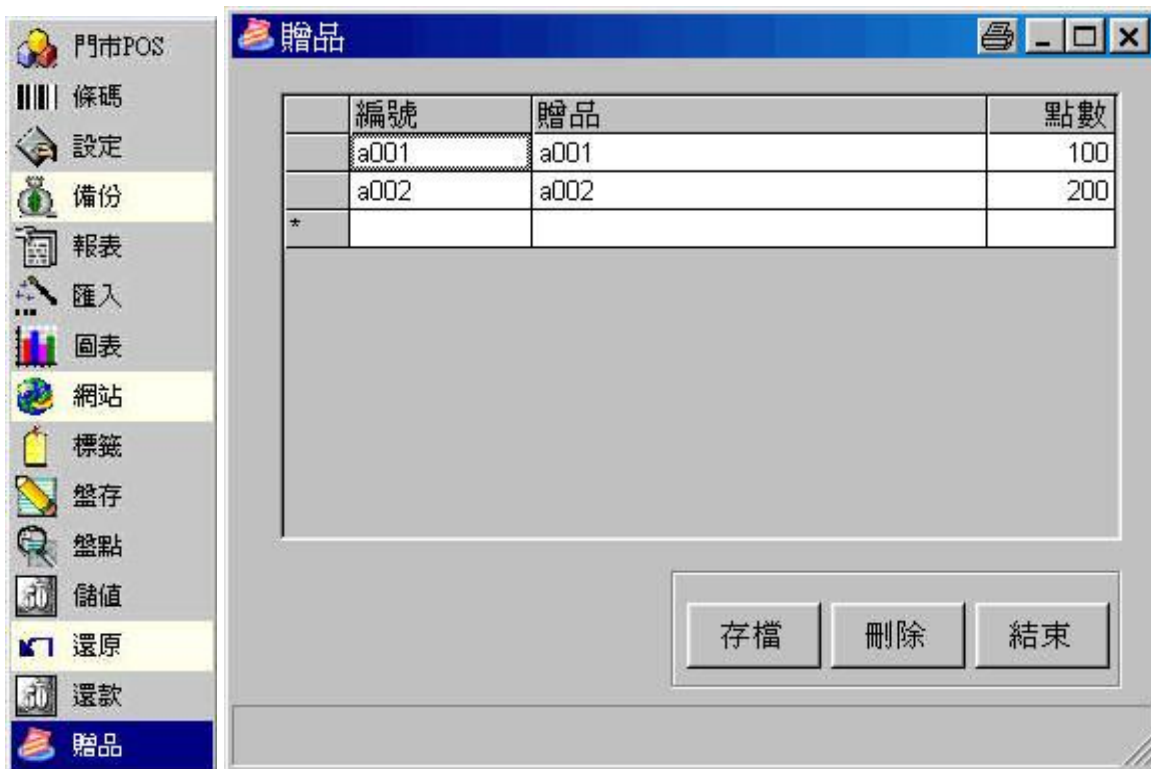 門市POS
條碼
設定
備份
報表
匯入
圖表
網站
標籤
盤存
盤點
儲值
還原
還款
贈品
贈品
編號 贈品 點數
a001 a001 100
a002 a002 200
*
存檔 刪除 結束